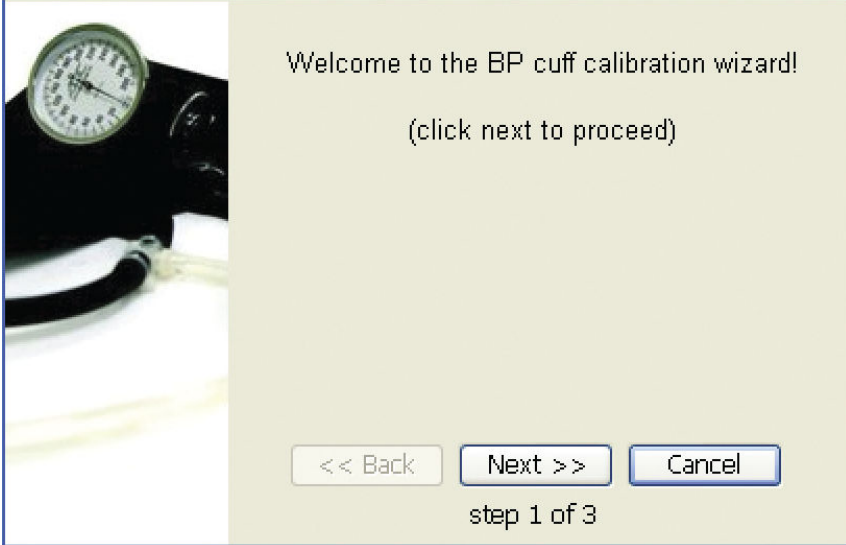 Welcome to the BP cuff calibration wizard!
(click next to proceed)
<< Back
Next >>
Cancel
step 1 of 3